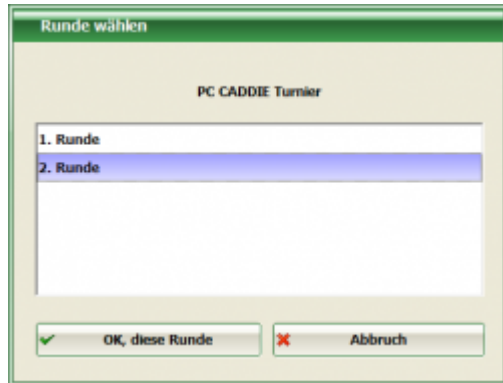 Runde wählen
PC CADDIE Turnier
1. Runde
2. Runde
OK, diese Runde
Abbruch